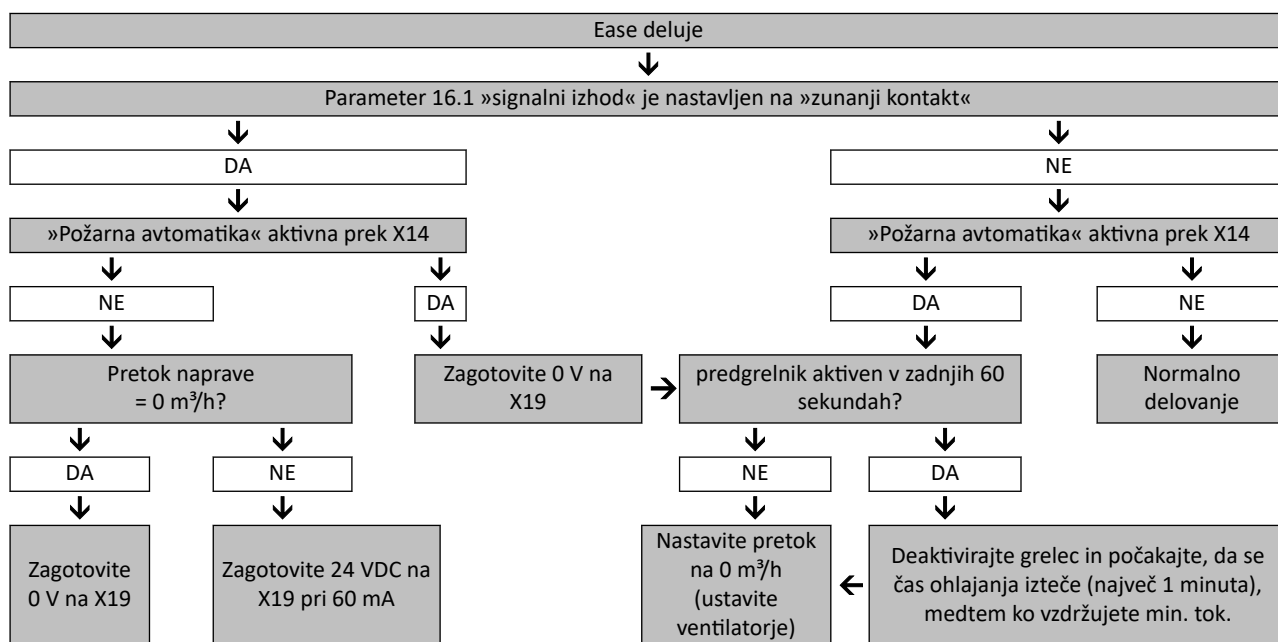 Ease deluje
Parameter 16.1 »signalni izhod« je nastavljen na »zunanji kontakt«
DA
NE
»Požarna avtomatika« aktivna prek X14
»Požarna avtomatika« aktivna prek X14
NE
DA
DA
NE
Pretok naprave
= 0 m³/h?
Zagotovite 0 V na
X19
predgrelnik aktiven v zadnjih 60
sekundah?
Normalno
delovanje
DA
NE
NE
DA
Zagotovite
0 V na X19
Zagotovite 24 VDC na
X19 pri 60 mA
Nastavite pretok
na 0 m³/h
(ustavite
ventilatorje)
Deaktivirajte grelec in počakajte, da se
čas ohlajanja izteče (največ 1 minuta),
medtem ko vzdržujete min. tok.